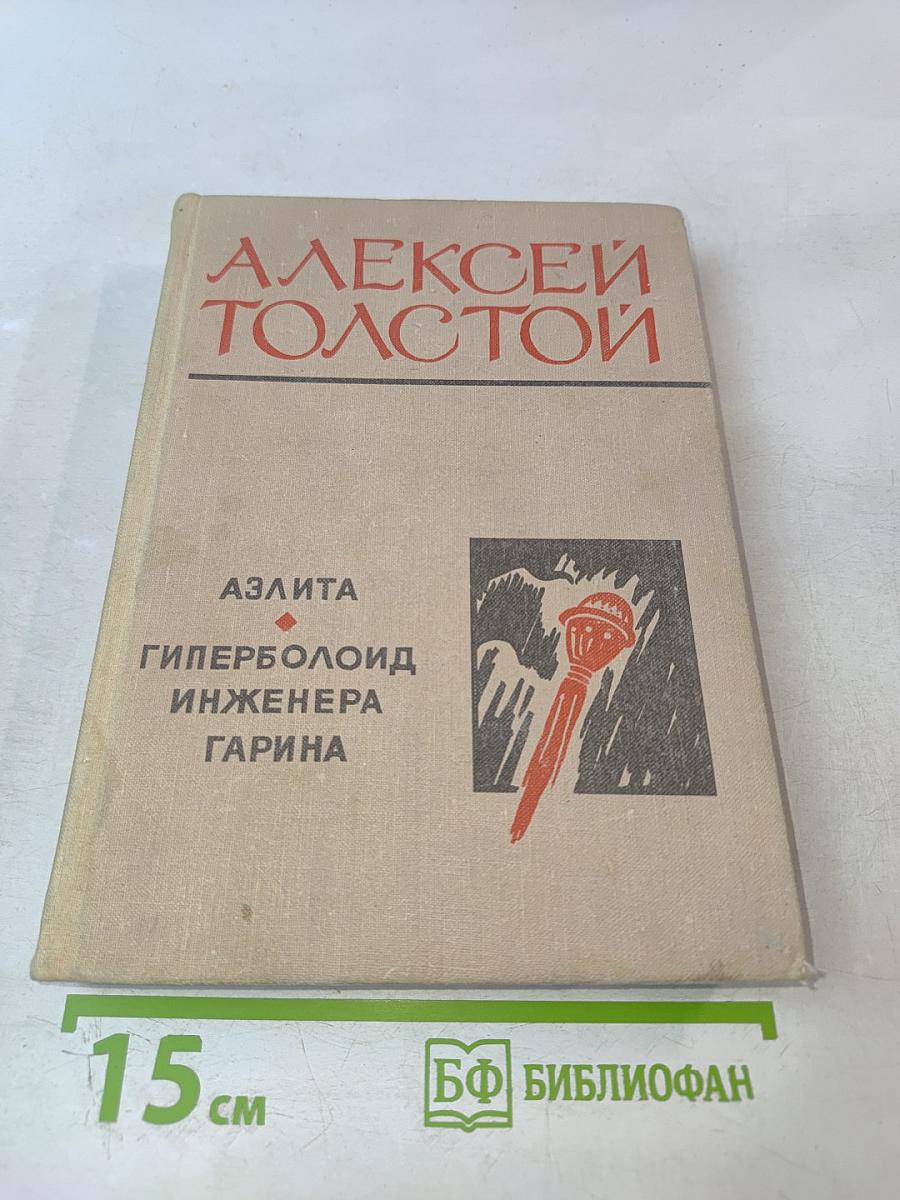 АЛЕКСЕЙ
ТОЛСТОЙ
АЭЛИТА
ГИПЕРБОЛОИД
ИНЖЕНЕРА
ГАРИНА
15 см
БФ БИБЛИОФАН